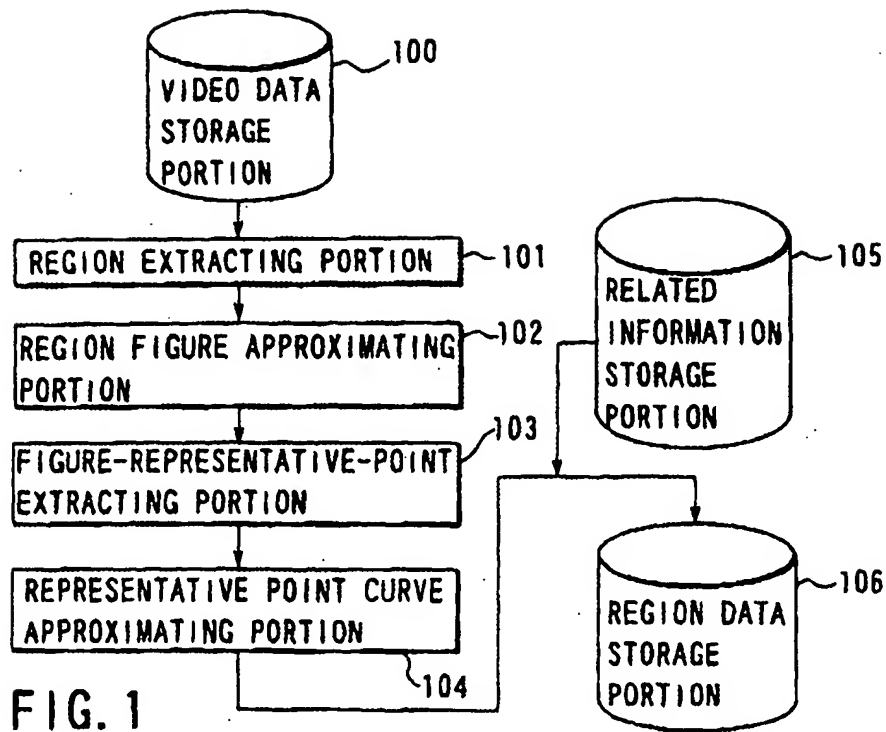 100
VIDEO DATA
STORAGE
PORTION
REGION EXTRACTING PORTION
101
REGION FIGURE APPROXIMATING
PORTION
102
FIGURE-REPRESENTATIVE-POINT
EXTRACTING PORTION
103
REPRESENTATIVE POINT CURVE
APPROXIMATING PORTION
104
105
RELATED
INFORMATION
STORAGE
PORTION
106
REGION DATA
STORAGE
PORTION
FIG. 1